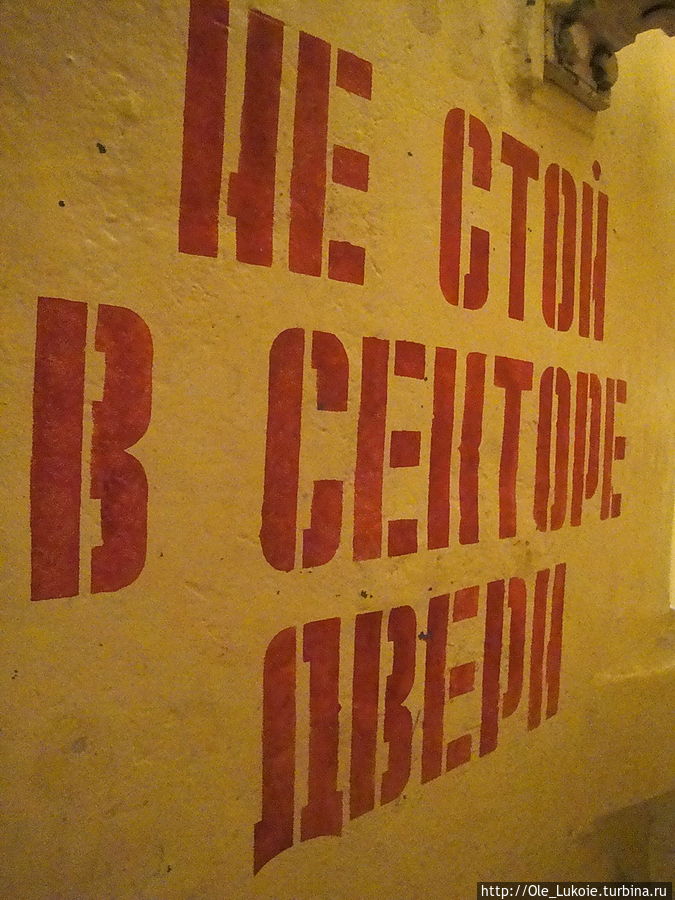 НЕ СТОЙ
В СЕКТОРЕ
ДВЕРИ
http://Ole_Lukoie.turbina.ru